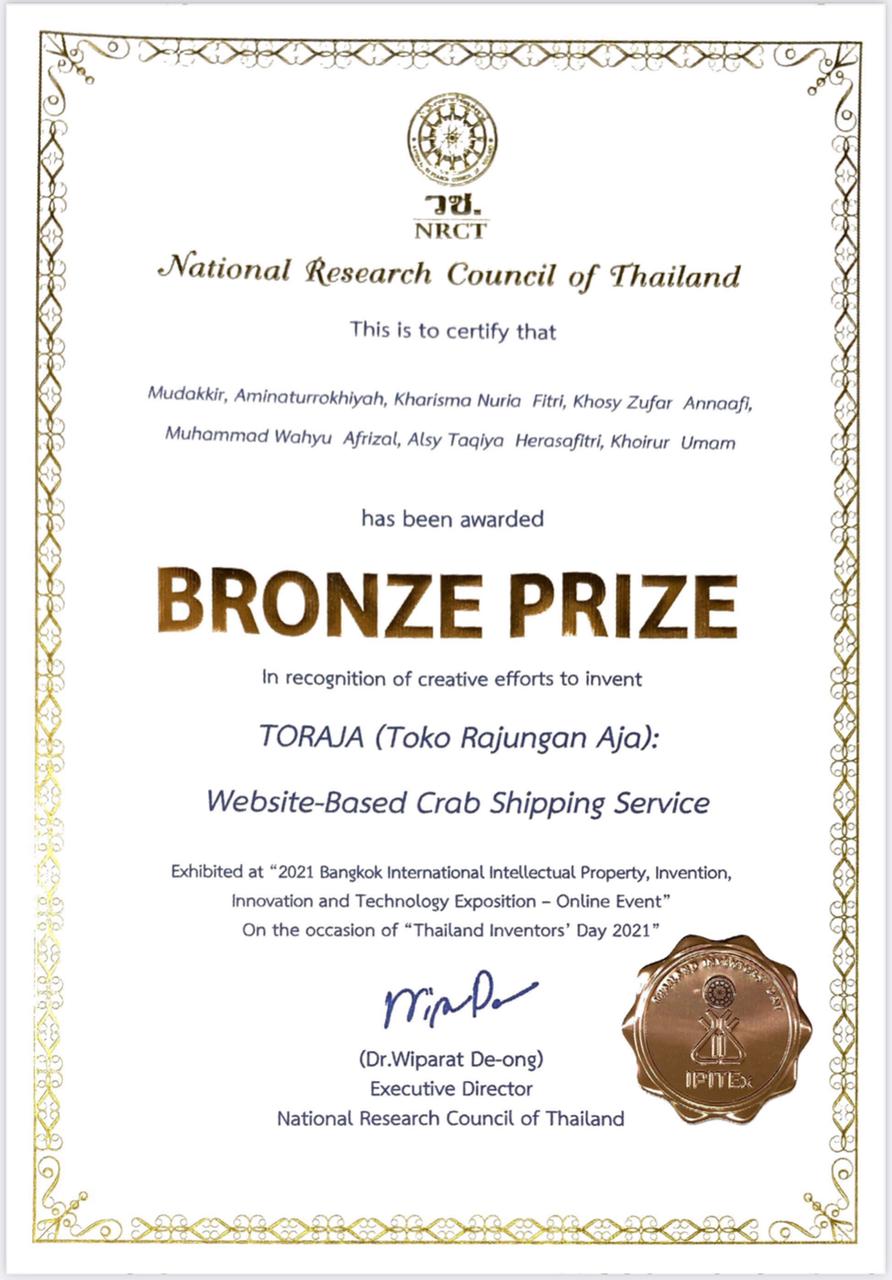 วช.
NRCT
National Research Council of Thailand
This is to certify that
Mudakkir, Aminaturrokhiyah, Kharisma Nuria Fitri, Khosy Zufar Annaafi,
Muhammad Wahyu Afrizal, Alsy Taqiya Herasafitri, Khoirur Umam
has been awarded
BRONZE PRIZE
In recognition of creative efforts to invent
TORAJA (Toko Rajungan Aja):
Website-Based Crab Shipping Service
Exhibited at “2021 Bangkok International Intellectual Property, Invention,
Innovation and Technology Exposition – Online Event”
On the occasion of “Thailand Inventors’ Day 2021”
(Dr.Wiparat De-ong)
Executive Director
National Research Council of Thailand
THAILAND INVENTORS' DAY
IPITEx